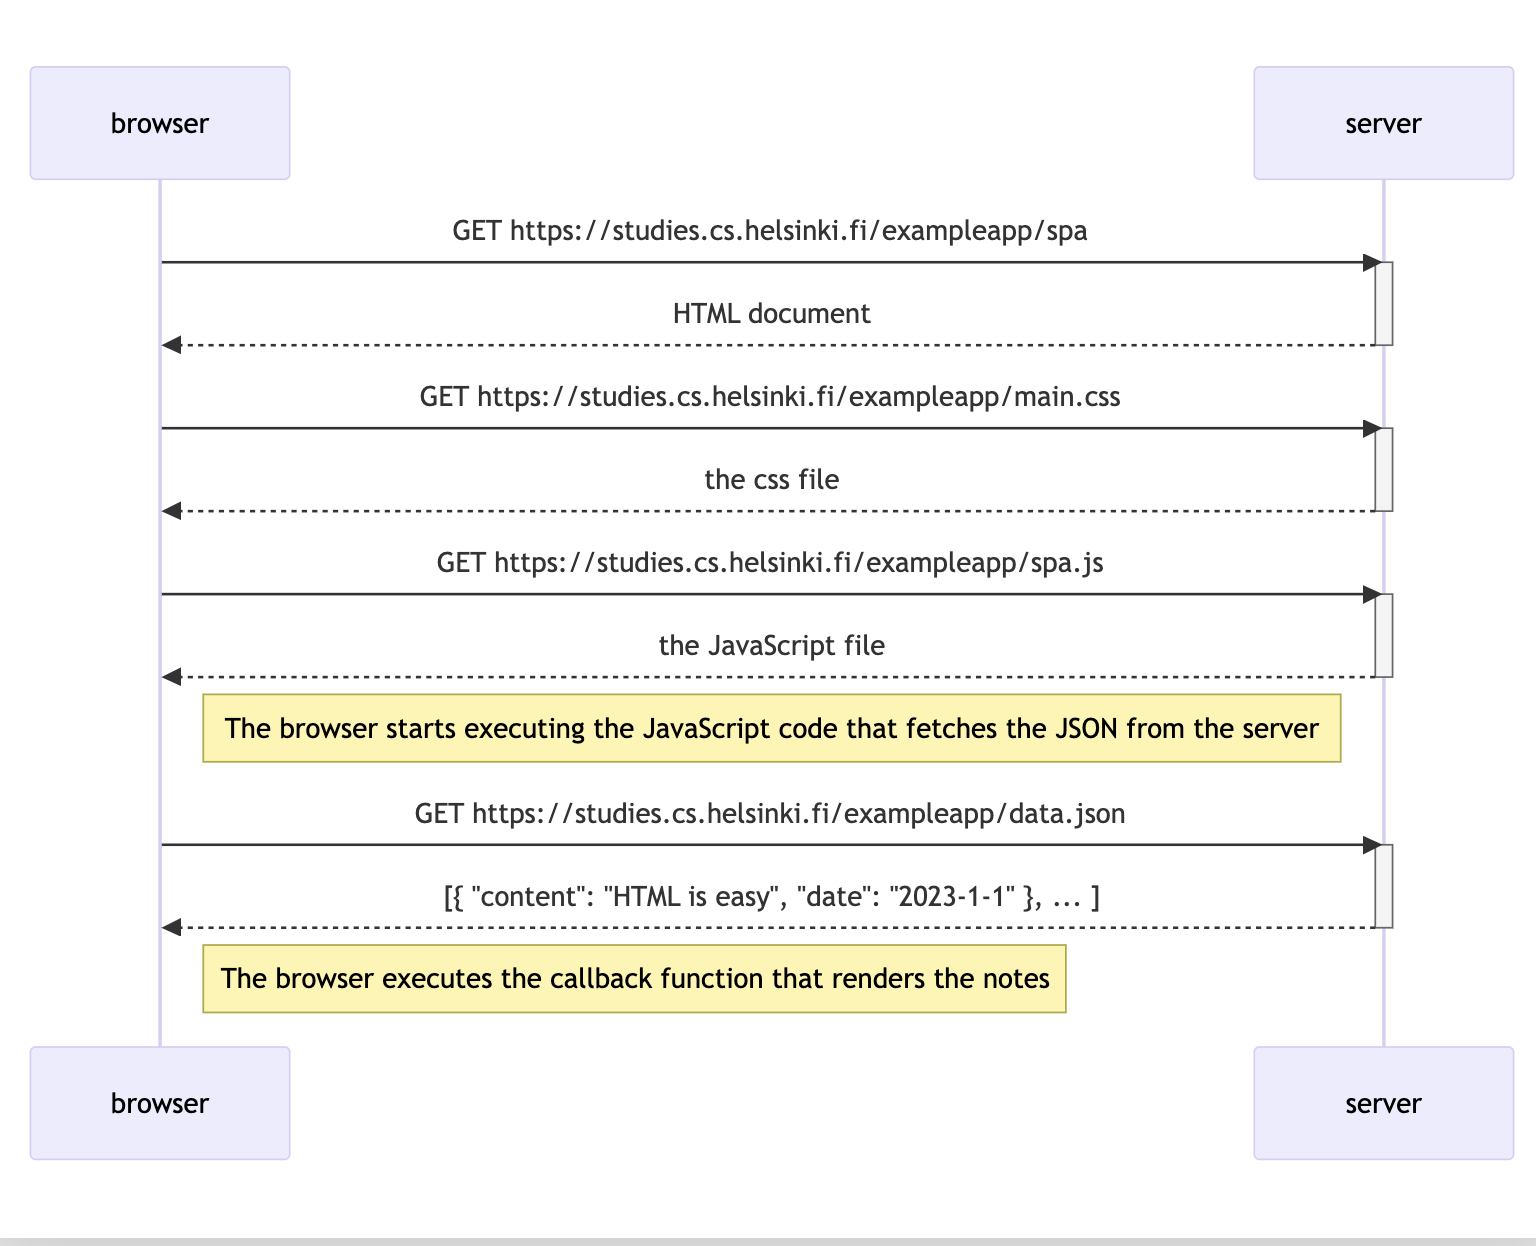 browser
server
GET https://studies.cs.helsinki.fi/exampleapp/spa
HTML document
GET https://studies.cs.helsinki.fi/exampleapp/main.css
the css file
GET https://studies.cs.helsinki.fi/exampleapp/spa.js
the JavaScript file
The browser starts executing the JavaScript code that fetches the JSON from the server
GET https://studies.cs.helsinki.fi/exampleapp/data.json
[{ "content": "HTML is easy", "date": "2023-1-1" }, ... ]
The browser executes the callback function that renders the notes
browser
server